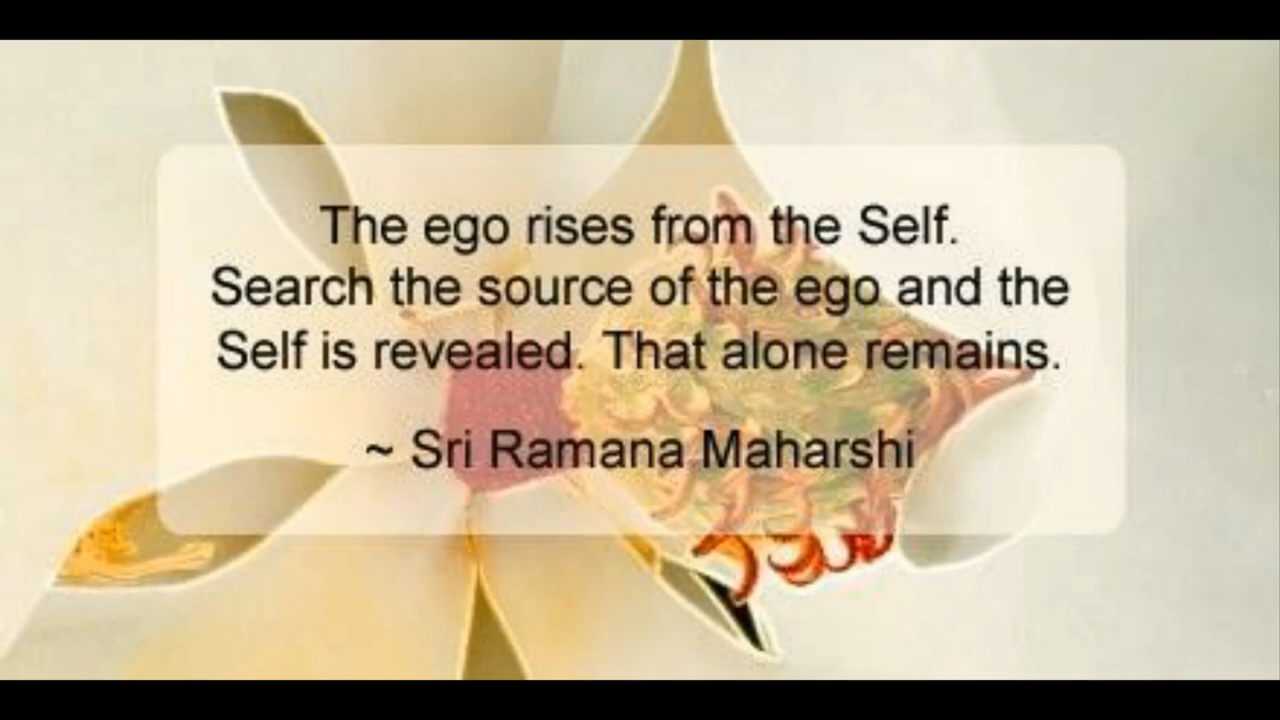 The ego rises from the Self.
Search the source of the ego and the
Self is revealed. That alone remains.
~ Sri Ramana Maharshi